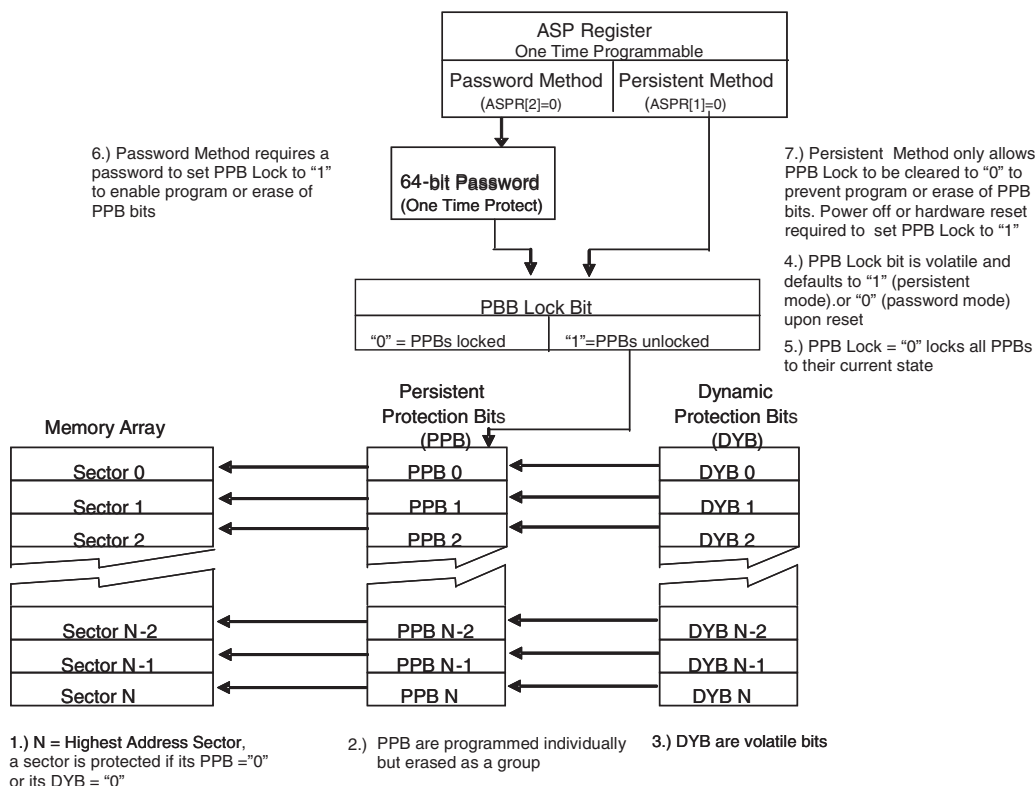 ASP Register
One Time Programmable
Password Method
(ASPR[2]=0)
Persistent Method
(ASPR[1]=0)
6.) Password Method requires a
password to set PPB Lock to “1”
to enable program or erase of
PPB bits
64-bit Password
(One Time Protect)
7.) Persistent Method only allows
PPB Lock to be cleared to “0” to
prevent program or erase of PPB
bits. Power off or hardware reset
required to set PPB Lock to “1”
4.) PPB Lock bit is volatile and
defaults to “1” (persistent
mode).or “0” (password mode)
upon reset
5.) PPB Lock = “0” locks all PPBs
to their current state
PBB Lock Bit
“0” = PPBs locked
“1”=PPBs unlocked
Memory Array
Persistent
Protection Bits
(PPB)
Dynamic
Protection Bits
(DYB)
Sector 0
PPB 0
DYB 0
Sector 1
PPB 1
DYB 1
Sector 2
PPB 2
DYB 2
Sector N-2
PPB N-2
DYB N-2
Sector N-1
PPB N-1
DYB N-1
Sector N
PPB N
DYB N
1.) N = Highest Address Sector,
a sector is protected if its PPB =”0”
or its DYB = “0”
2.) PPB are programmed individually
but erased as a group
3.) DYB are volatile bits